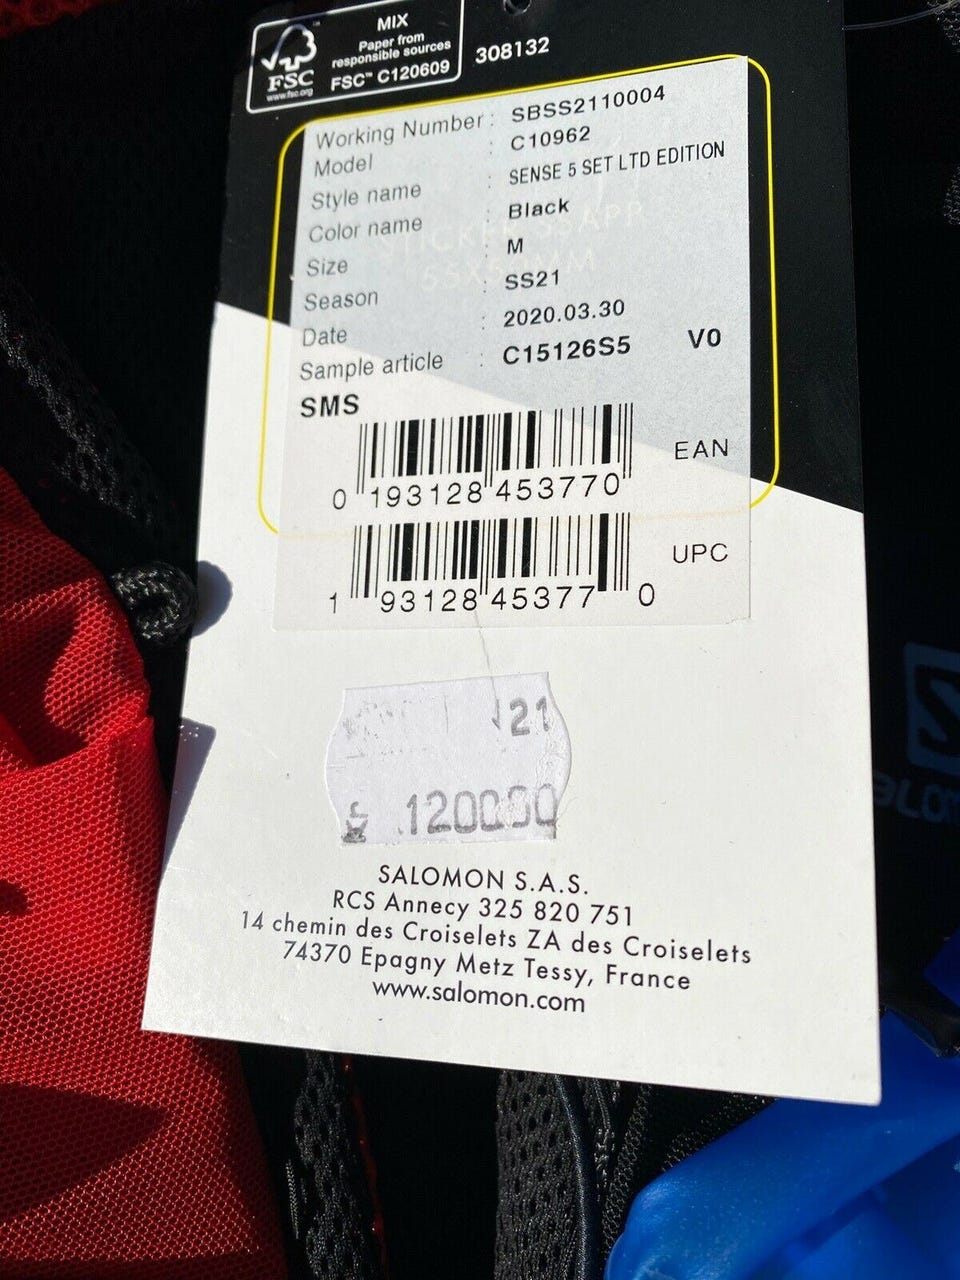 MIX
Paper from
responsible sources
FSC™ C120609
FSC
www.fsc.org
308132
Working Number : SBSS2110004
Model : C10962
Style name : SENSE 5 SET LTD EDITION
Color name : Black
Size : M
Season : SS21
Date : 2020.03.30
Sample article : C15126S5 V0
SMS
0 193128 453770
EAN
1 93128 45377 0
UPC
21
120000
SALOMON S.A.S.
RCS Annecy 325 820 751
14 chemin des Croiselets ZA des Croiselets
74370 Epagny Metz Tessy, France
www.salomon.com